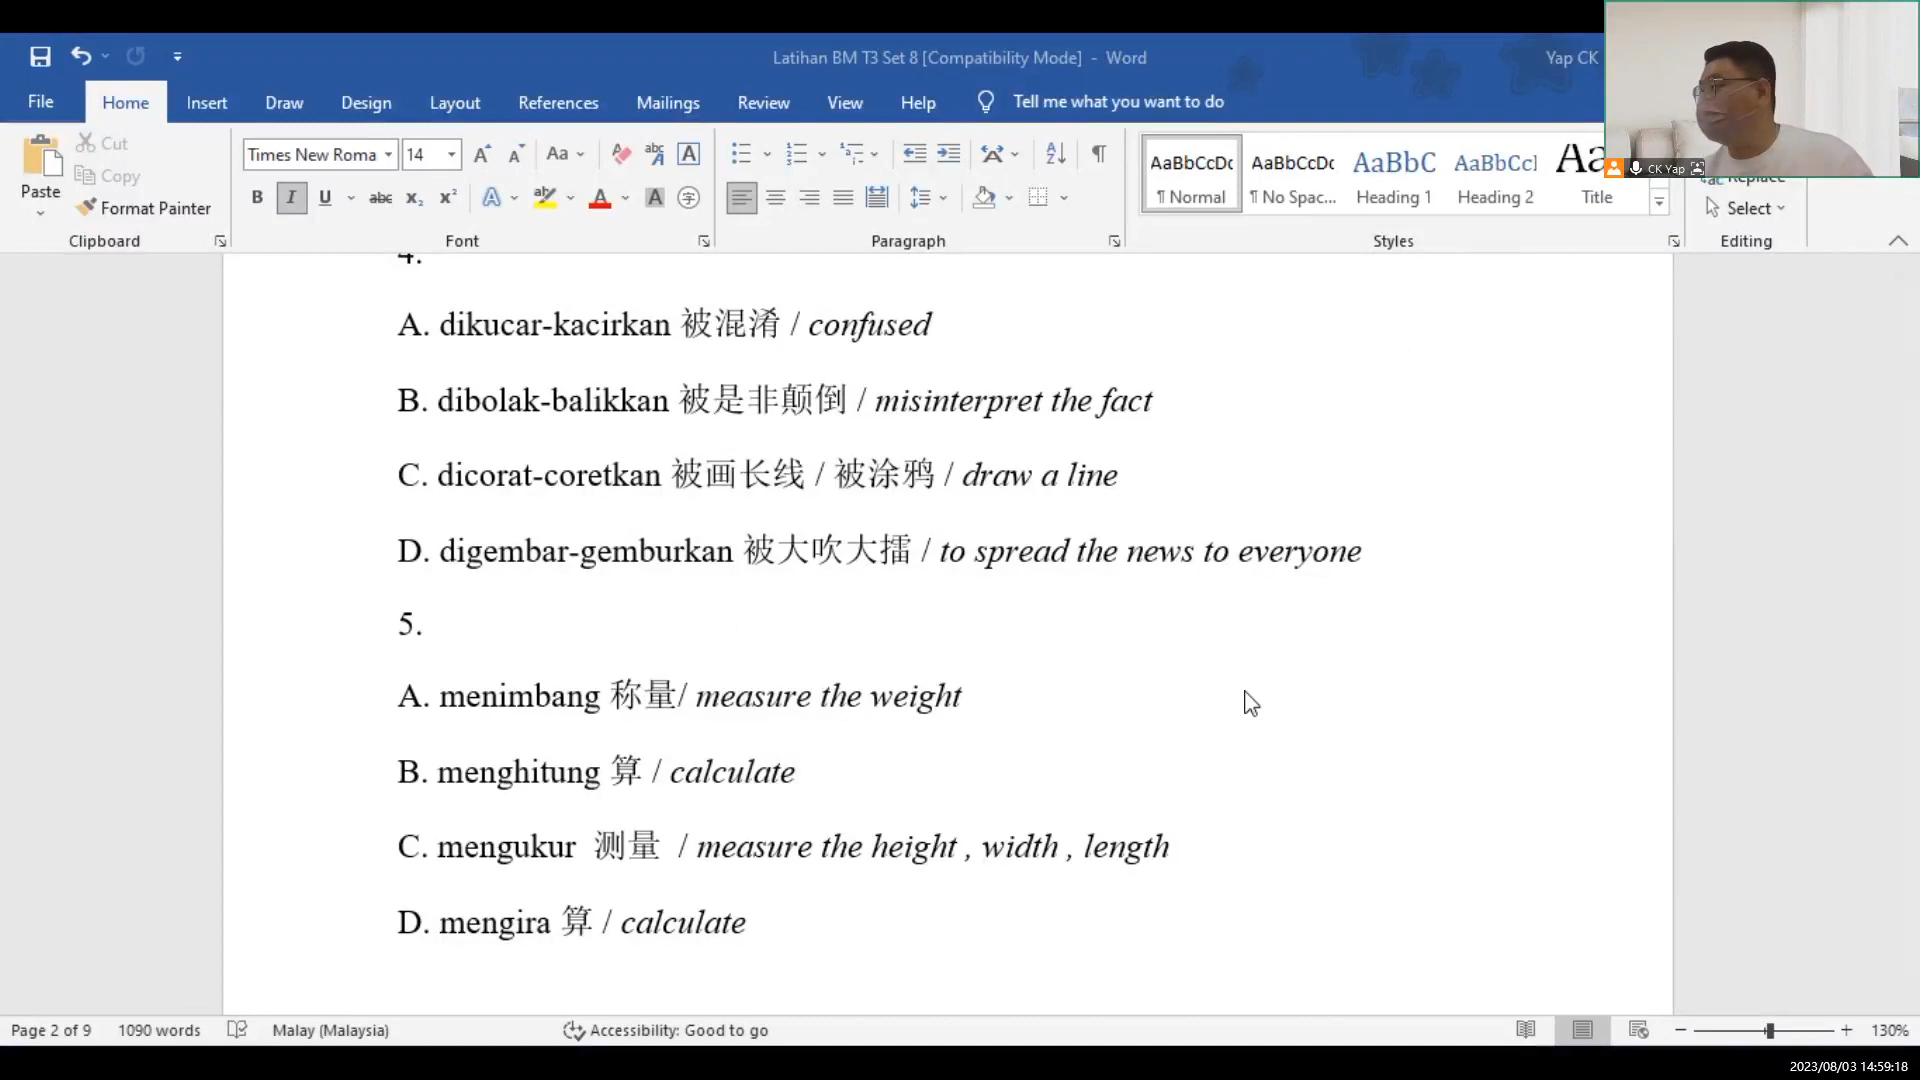 Latihan BM T3 Set 8 [Compatibility Mode] - Word
Yap CK
File Home Insert Draw Design Layout References Mailings Review View Help Tell me what you want to do
Cut
Copy
Paste
Format Painter
Clipboard
Times New Roma 14
Font
Paragraph
AaBbCcDc AaBbCcDc AaBbC AaBbCcl
¶ Normal ¶ No Spac... Heading 1 Heading 2 Title
Styles
Replace
Select
Editing
CK Yap
4.
A. dikucar-kacirkan 被混淆 / confused
B. dibolak-balikkan 被是非颠倒 / misinterpret the fact
C. dicorat-coretkan 被画长线 / 被涂鸦 / draw a line
D. digembar-gemburkan 被大吹大擂 / to spread the news to everyone
5.
A. menimbang 称量/ measure the weight
B. menghitung 算 / calculate
C. mengukur 测量 / measure the height , width , length
D. mengira 算 / calculate
Page 2 of 9 1090 words Malay (Malaysia) Accessibility: Good to go 130%
2023/08/03 14:59:18